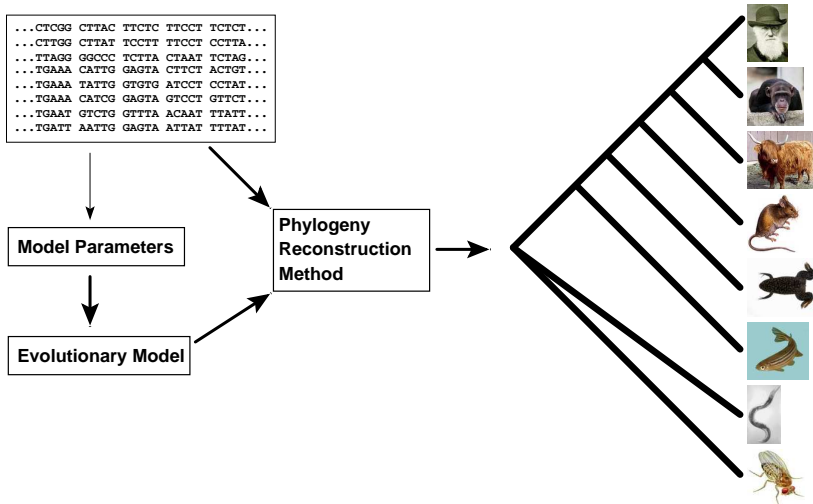 ...CTCGG CTTAC TTCTC TTCCT TCTCT...
...CTTGG CTTAT TCCTT TTCCT CCTTA...
...TTAGG GGCCC TCTTA CTAAT TCTAG...
...TGAAA CATTG GAGTA CTTCT ACTGT...
...TGAAA TATTG GTGTG ATCCT CCTAT...
...TGAAA CATCG GAGTA GTCCT GTTCT...
...TGAAT GTCTG GTTTA ACAAT TTATT...
...TGATT AATTG GAGTA ATTAT TTTAT...
Model Parameters
Evolutionary Model
Phylogeny
Reconstruction
Method